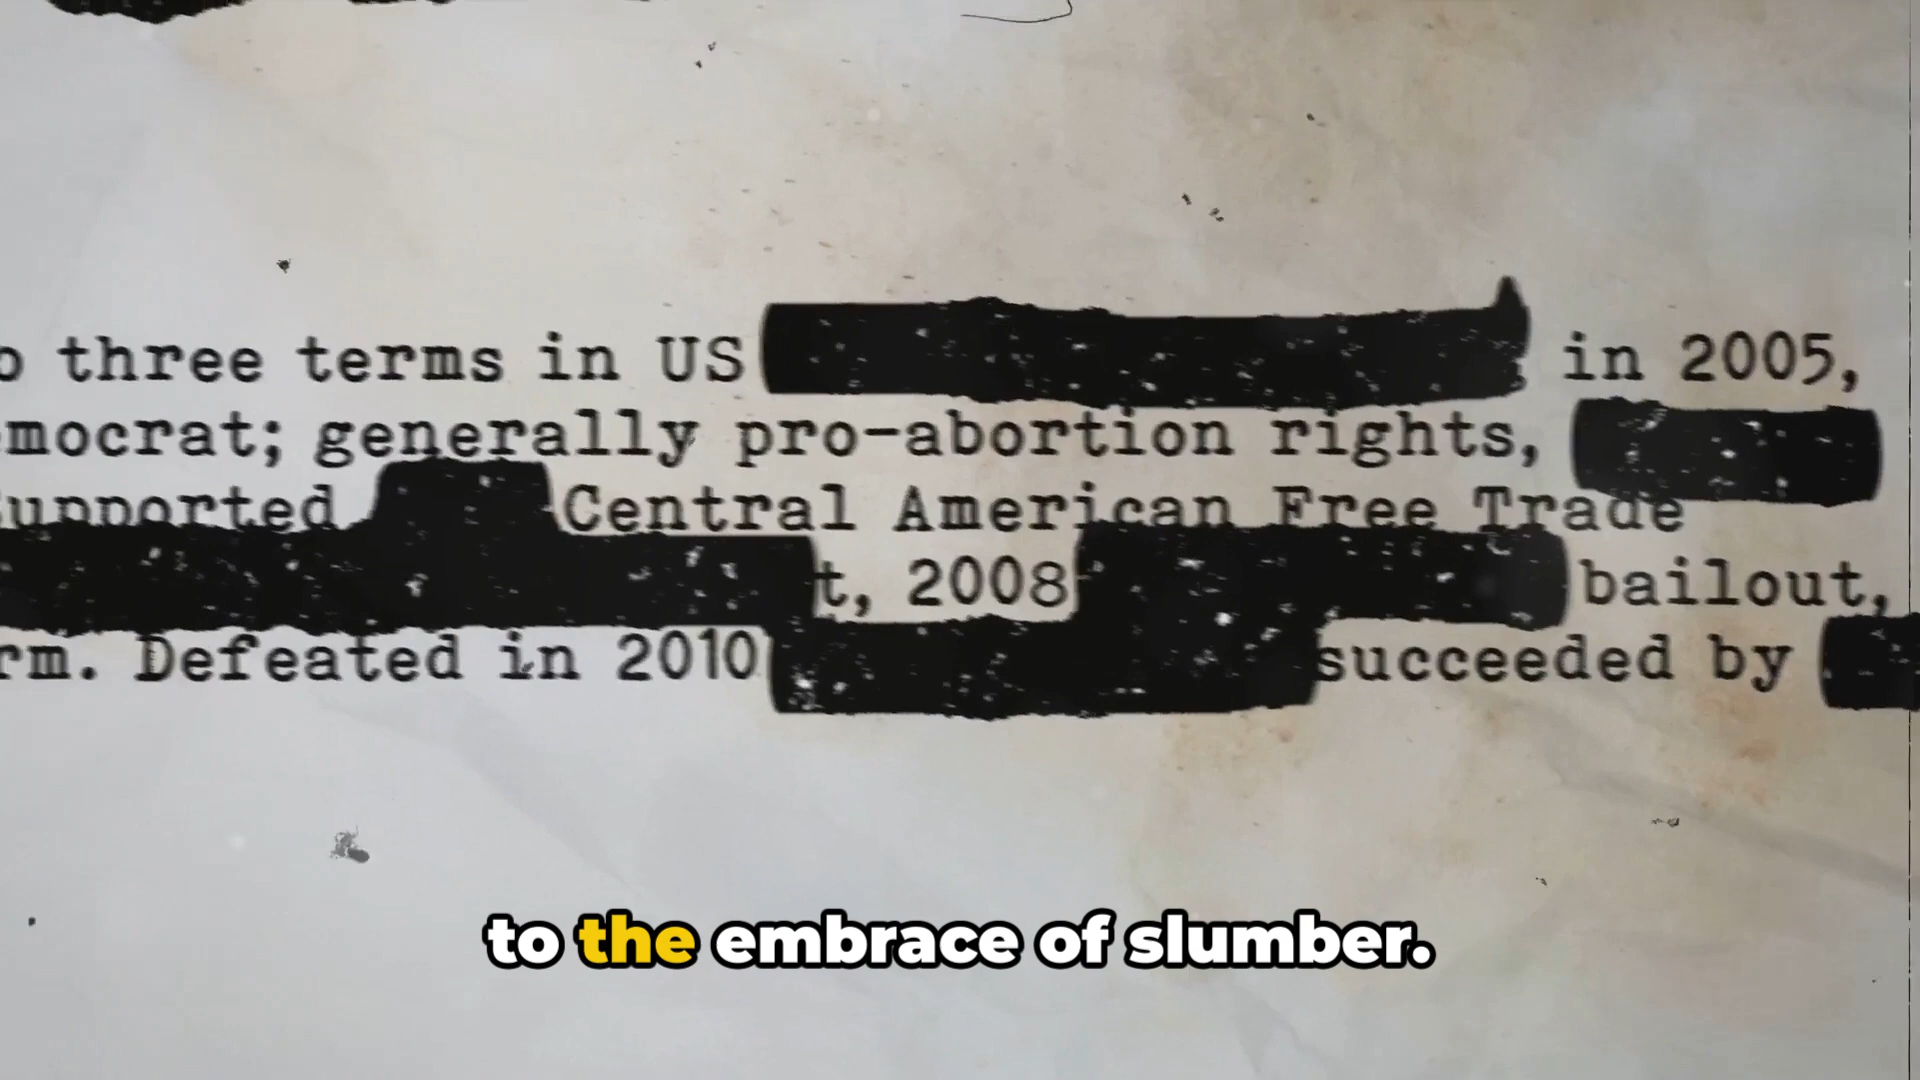 three terms in US in 2005,
mocrat; generally pro-abortion rights,
supported Central American Free Trade
t, 2008 bailout,
rm. Defeated in 2010 succeeded by
to the embrace of slumber.